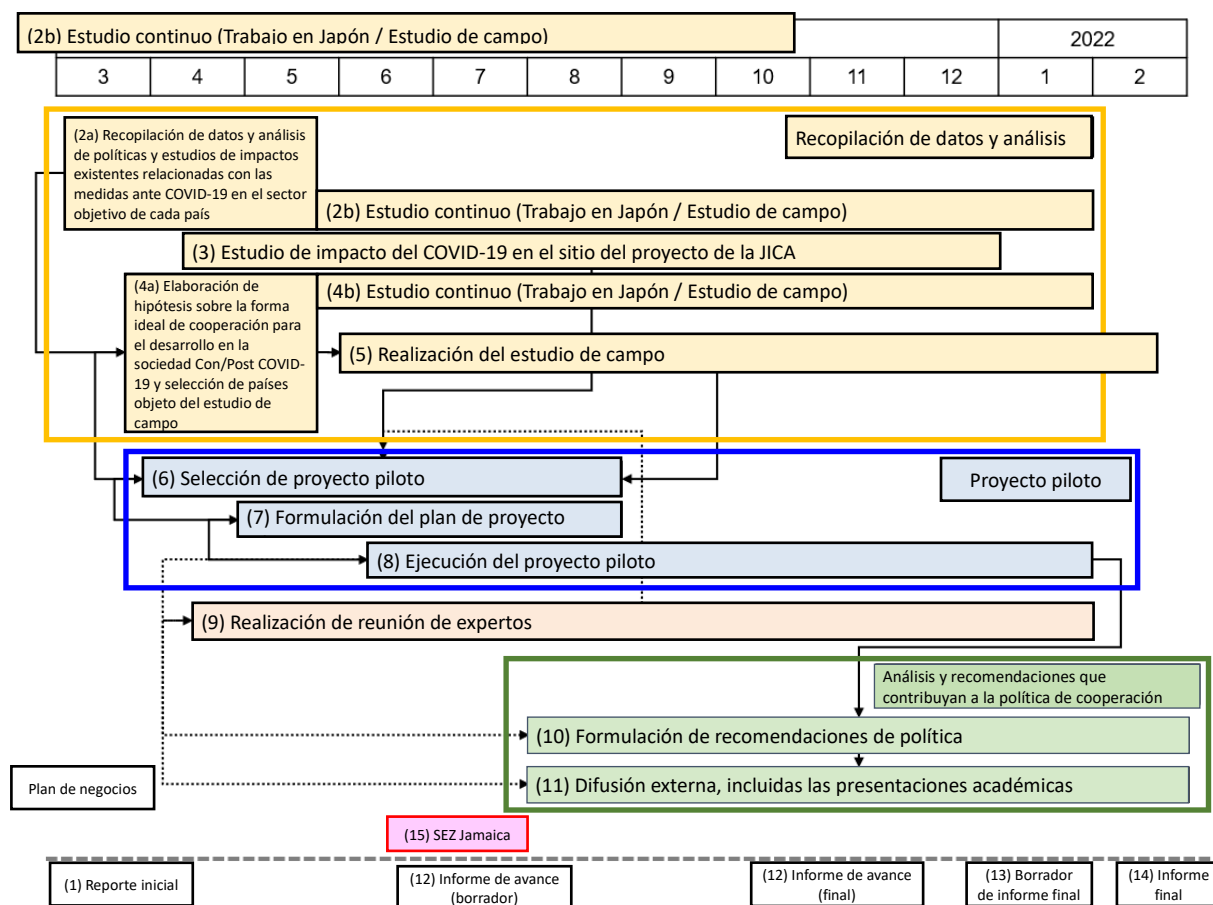 (2b) Estudio continuo (Trabajo en Japón / Estudio de campo)
2022
3 4 5 6 7 8 9 10 11 12 1 2
(2a) Recopilación de datos y análisis
de políticas y estudios de impactos
existentes relacionadas con las
medidas ante COVID-19 en el sector
objetivo de cada país
Recopilación de datos y análisis
(2b) Estudio continuo (Trabajo en Japón / Estudio de campo)
(3) Estudio de impacto del COVID-19 en el sitio del proyecto de la JICA
(4a) Elaboración de
hipótesis sobre la forma
ideal de cooperación para
el desarrollo en la
sociedad Con/Post COVID-
19 y selección de países
objeto del estudio de
campo
(4b) Estudio continuo (Trabajo en Japón / Estudio de campo)
(5) Realización del estudio de campo
(6) Selección de proyecto piloto
Proyecto piloto
(7) Formulación del plan de proyecto
(8) Ejecución del proyecto piloto
(9) Realización de reunión de expertos
Análisis y recomendaciones que
contribuyan a la política de cooperación
(10) Formulación de recomendaciones de política
(11) Difusión externa, incluidas las presentaciones académicas
Plan de negocios
(15) SEZ Jamaica
(1) Reporte inicial
(12) Informe de avance
(borrador)
(12) Informe de avance
(final)
(13) Borrador
de informe final
(14) Informe
final